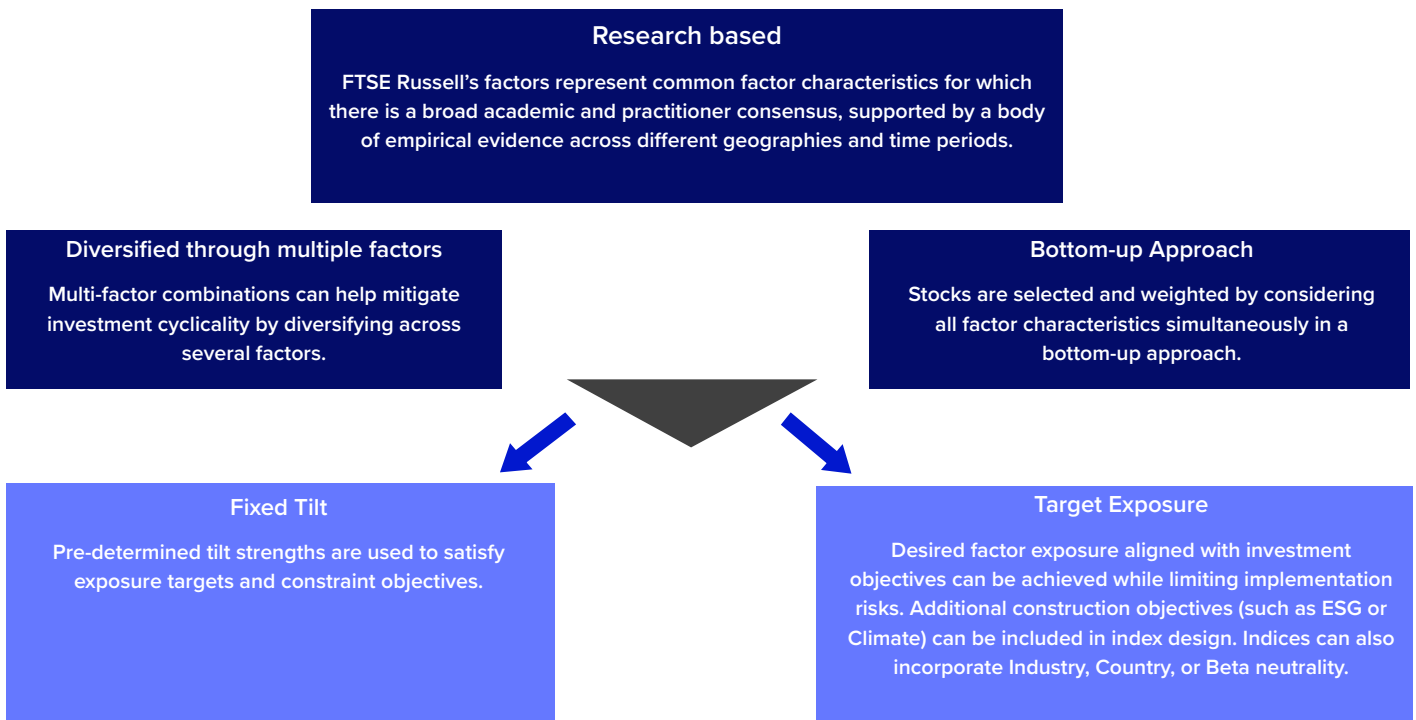 Research based
FTSE Russell’s factors represent common factor characteristics for which
there is a broad academic and practitioner consensus, supported by a body
of empirical evidence across different geographies and time periods.
Diversified through multiple factors
Multi-factor combinations can help mitigate
investment cyclicality by diversifying across
several factors.
Bottom-up Approach
Stocks are selected and weighted by considering
all factor characteristics simultaneously in a
bottom-up approach.
Fixed Tilt
Pre-determined tilt strengths are used to satisfy
exposure targets and constraint objectives.
Target Exposure
Desired factor exposure aligned with investment
objectives can be achieved while limiting implementation
risks. Additional construction objectives (such as ESG or
Climate) can be included in index design. Indices can also
incorporate Industry, Country, or Beta neutrality.